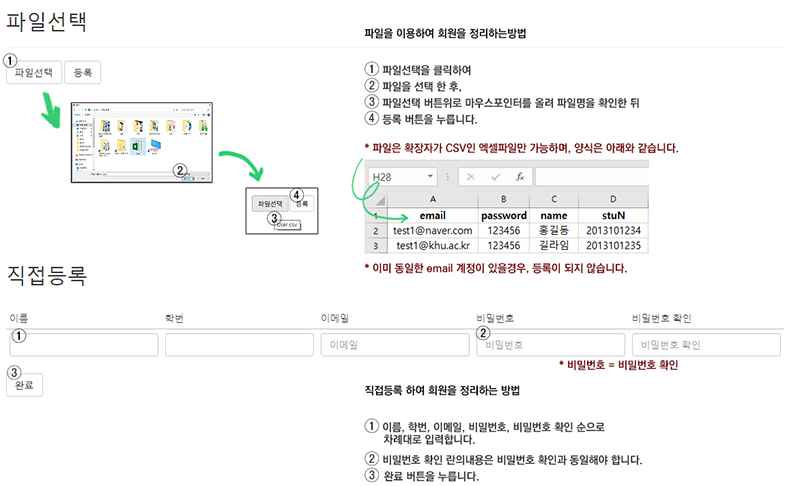 파일선택
파일을 이용하여 회원을 정리하는방법
① 파일선택 등록
① 파일선택을 클릭하여
② 파일을 선택 한 후,
③ 파일선택 버튼위로 마우스포인터를 올려 파일명을 확인한 뒤
④ 등록 버튼을 누릅니다.
②
* 파일은 확장자가 CSV인 엑셀파일만 가능하며, 양식은 아래와 같습니다.
④
파일선택 등록
③ user.csv
H28 fx
A B C D
1 email password name stuN
2 test1@naver.com 123456 홍길동 2013101234
3 test1@khu.ac.kr 123456 길라임 2013101235
* 이미 동일한 email 계정이 있을경우, 등록이 되지 않습니다.
직접등록
이름 학번 이메일 비밀번호 비밀번호 확인
① 이메일 ② 비밀번호 비밀번호 확인
* 비밀번호 = 비밀번호 확인
③ 완료
직접등록 하여 회원을 정리하는 방법
① 이름, 학번, 이메일, 비밀번호, 비밀번호 확인 순으로
차례대로 입력합니다.
② 비밀번호 확인 란의내용은 비밀번호 확인과 동일해야 합니다.
③ 완료 버튼을 누릅니다.